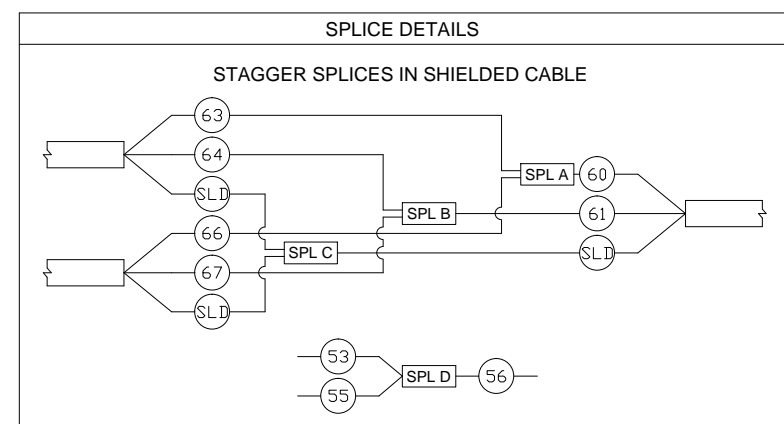 SPLICE DETAILS
STAGGER SPLICES IN SHIELDED CABLE
63
64
SPL A
60
SLD
SPL B
61
66
SPL C
SLD
67
SLD
53
SPL D
56
55